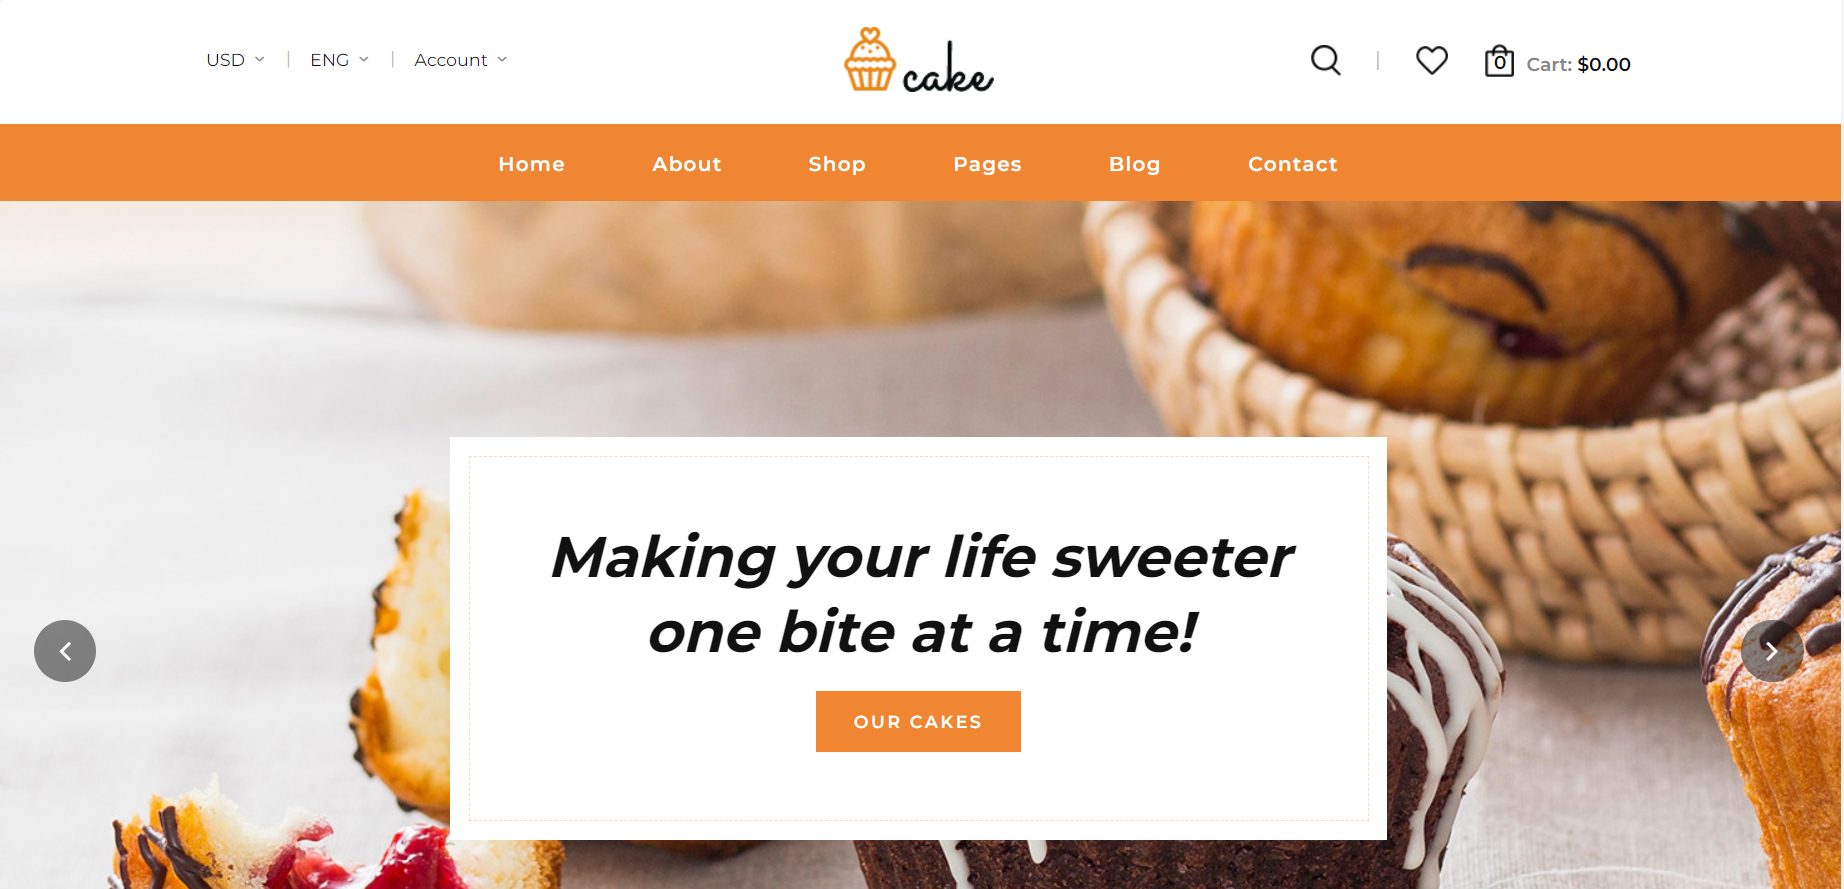 USD
ENG
Account
cake
0
Cart: $0.00
Home
About
Shop
Pages
Blog
Contact
Making your life sweeter
one bite at a time!
OUR CAKES